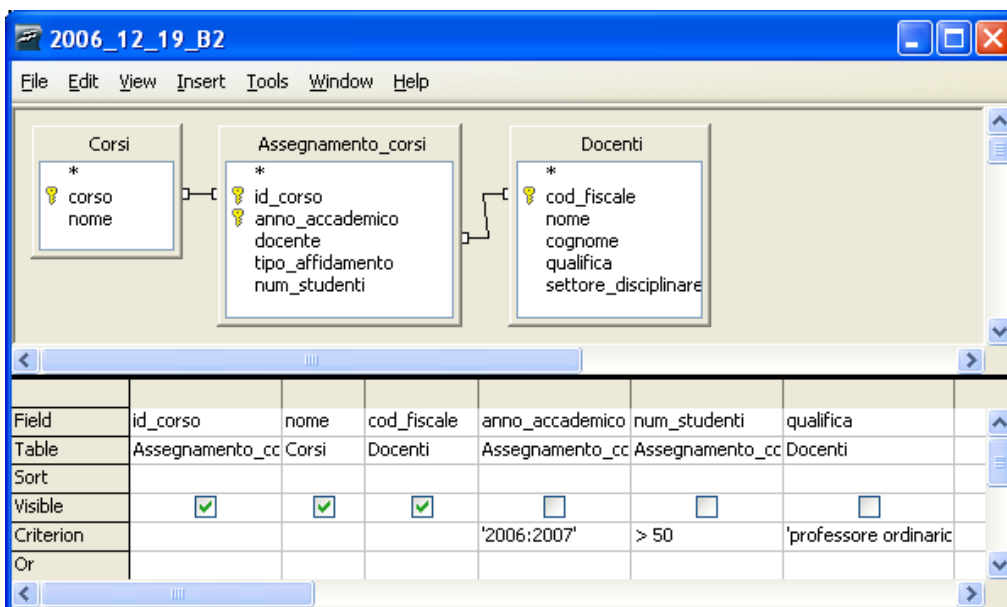 2006_12_19_B2
File Edit View Insert Tools Window Help
Corsi Assegnamento_corsi Docenti
* * *
corso id_corso cod_fiscale
nome anno_accademico nome
docente cognome
tipo_affidamento qualifica
num_studenti settore_disciplinare
Field id_corso nome cod_fiscale anno_accademico num_studenti qualifica
Table Assegnamento_cc Corsi Docenti Assegnamento_cc Assegnamento_cc Docenti
Sort
Visible
Criterion '2006:2007' > 50 'professore ordinaric
Or